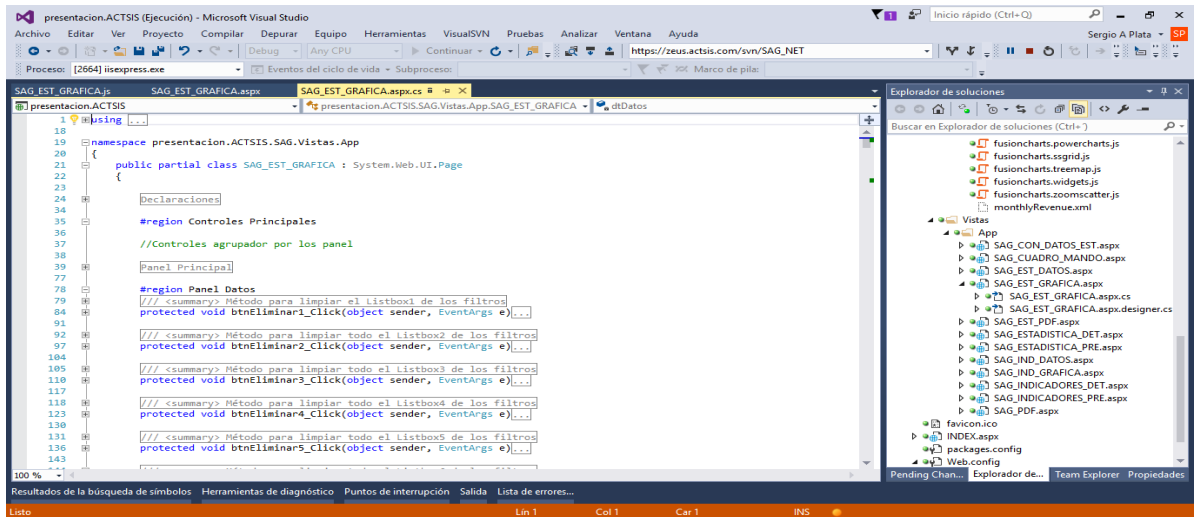 presentacion.ACTSIS (Ejecución) - Microsoft Visual Studio
1
Inicio rápido (Ctrl+Q)
Archivo Editar Ver Proyecto Compilar Depurar Equipo Herramientas VisualSVN Pruebas Analizar Ventana Ayuda
Sergio A Plata SP
Debug Any CPU Continuar https://zeus.actsis.com/svn/SAG_NET
Proceso: [2664] iisexpress.exe Eventos del ciclo de vida Subproceso: Marco de pila:
SAG_EST_GRAFICA.js SAG_EST_GRAFICA.aspx SAG_EST_GRAFICA.aspx.cs
presentacion.ACTSIS presentacion.ACTSIS.SAG.Vistas.App.SAG_EST_GRAFICA dtDatos
1 using ...
18
19 namespace presentacion.ACTSIS.SAG.Vistas.App
20 {
21 public partial class SAG_EST_GRAFICA : System.Web.UI.Page
22 {
23
24 Declaraciones
34
35 #region Controles Principales
36
37 //Controles agrupador por los panel
38
39 Panel Principal
77
78 #region Panel Datos
79 /// <summary> Método para limpiar el Listbox1 de los filtros
84 protected void btnEliminar1_Click(object sender, EventArgs e)...
91
92 /// <summary> Método para limpiar todo el Listbox2 de los filtros
97 protected void btnEliminar2_Click(object sender, EventArgs e)...
104
105 /// <summary> Método para limpiar todo el Listbox3 de los filtros
110 protected void btnEliminar3_Click(object sender, EventArgs e)...
117
118 /// <summary> Método para limpiar todo el Listbox4 de los filtros
123 protected void btnEliminar4_Click(object sender, EventArgs e)...
130
131 /// <summary> Método para limpiar todo el Listbox5 de los filtros
136 protected void btnEliminar5_Click(object sender, EventArgs e)...
143
100 %
Explorador de soluciones
Buscar en Explorador de soluciones (Ctrl+¨)
fusioncharts.powercharts.js
fusioncharts.ssgrid.js
fusioncharts.treemap.js
fusioncharts.widgets.js
fusioncharts.zoomscatter.js
monthlyRevenue.xml
Vistas
App
SAG_CON_DATOS_EST.aspx
SAG_CUADRO_MANDO.aspx
SAG_EST_DATOS.aspx
SAG_EST_GRAFICA.aspx
SAG_EST_GRAFICA.aspx.cs
SAG_EST_GRAFICA.aspx.designer.cs
SAG_EST_PDF.aspx
SAG_ESTADISTICA_DET.aspx
SAG_ESTADISTICA_PRE.aspx
SAG_IND_DATOS.aspx
SAG_IND_GRAFICA.aspx
SAG_INDICADORES_DET.aspx
SAG_INDICADORES_PRE.aspx
SAG_PDF.aspx
favicon.ico
INDEX.aspx
packages.config
Web.config
Pending Chan... Explorador de... Team Explorer Propiedades
Resultados de la búsqueda de símbolos Herramientas de diagnóstico Puntos de interrupción Salida Lista de errores...
Listo Lín 1 Col 1 Car 1 INS